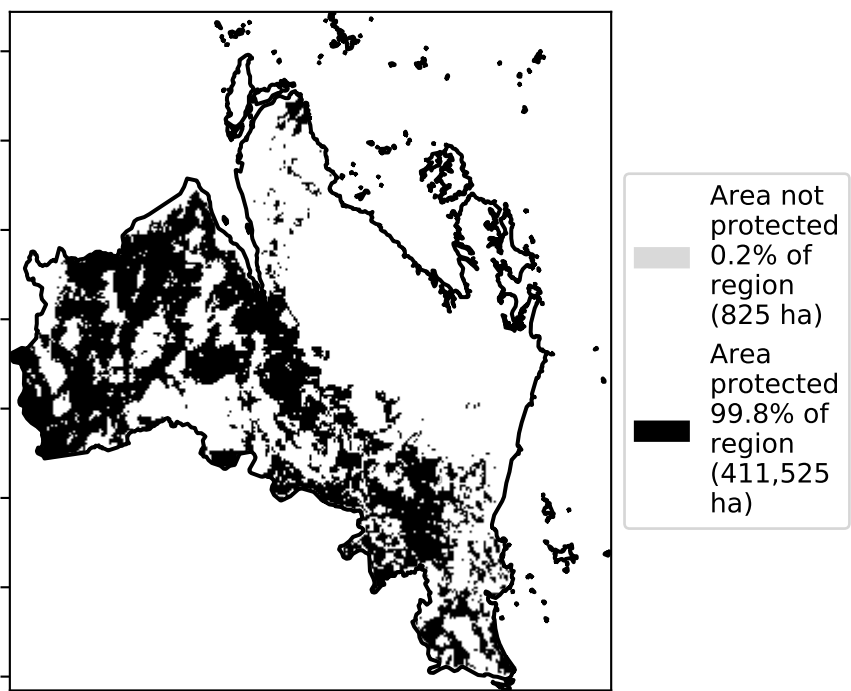 Area not
protected
0.2% of
region
(825 ha)
Area
protected
99.8% of
region
(411,525
ha)